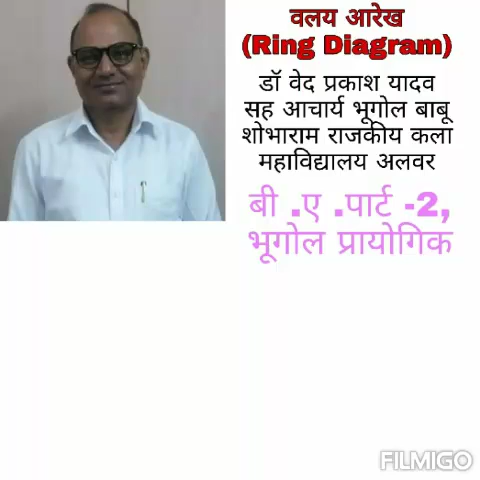 वलय आरेख
(Ring Diagram)
डॉ वेद प्रकाश यादव
सह आचार्य भूगोल बाबू
शोभाराम राजकीय कला
महाविद्यालय अलवर
बी .ए .पार्ट -2,
भूगोल प्रायोगिक
FILMIGO